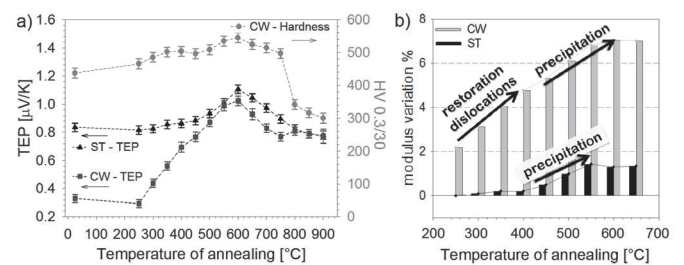 a)
CW - Hardness
1.6
1.4
1.2
1.0
0.8
0.6
0.4
0.2
TEP [µV/K]
600
500
400
300
200
100
0
HV 0.3/30
ST - TEP
CW - TEP
0 100 200 300 400 500 600 700 800 900
Temperature of annealing [°C]
b)
CW
ST
8
6
4
2
0
modulus variation %
restoration
dislocations
precipitation
precipitation
200 300 400 500 600 700
Temperature of annealing [°C]